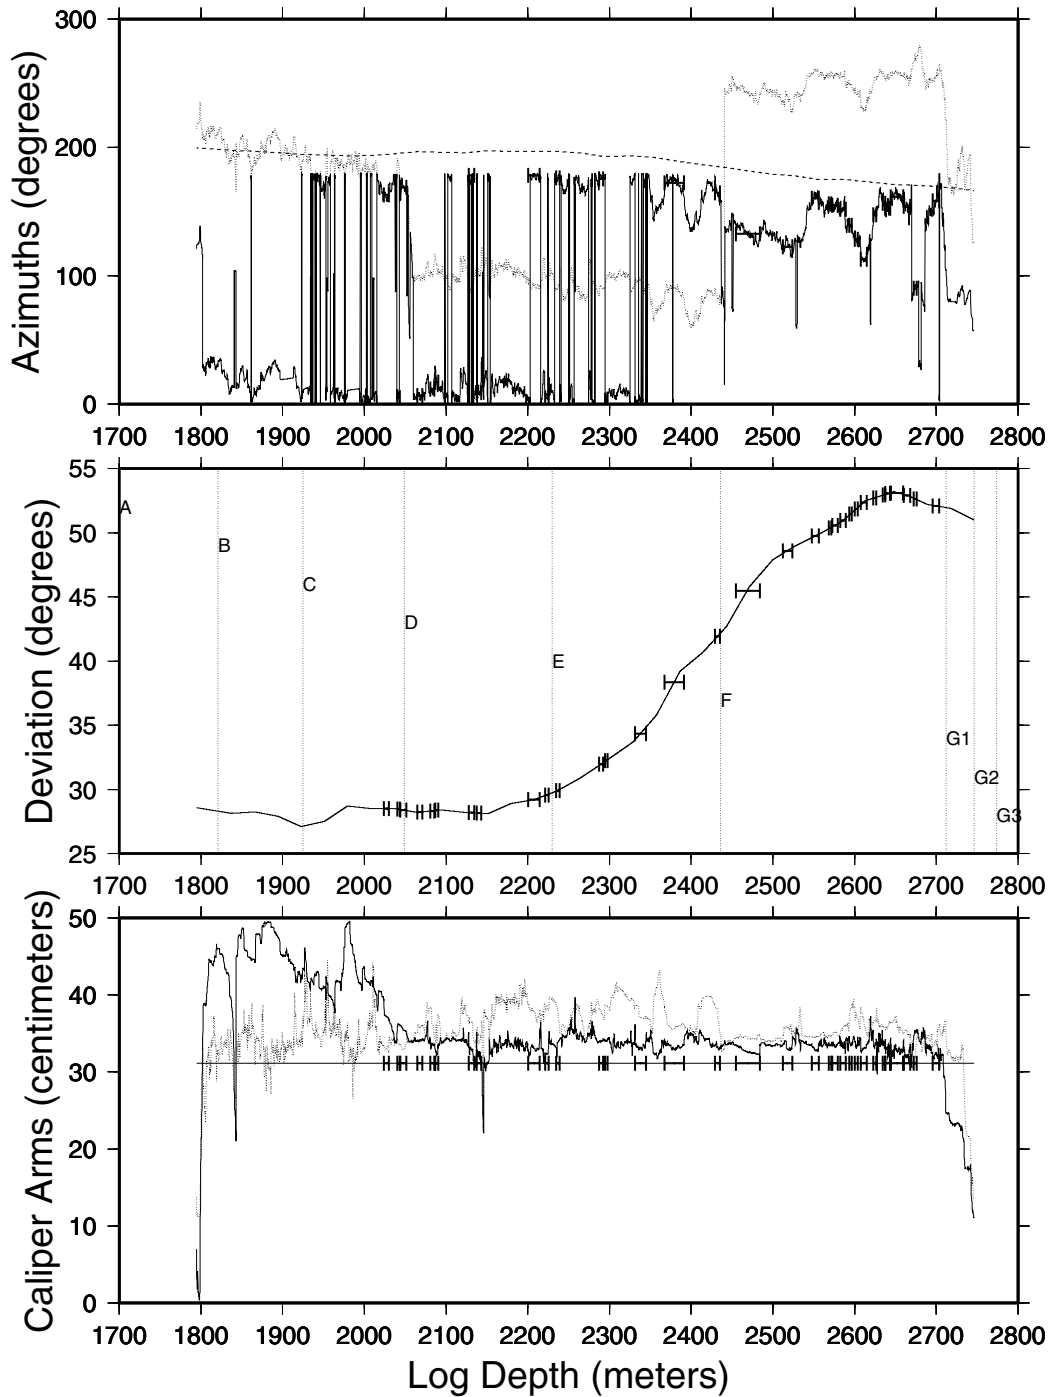 300
200
100
0
Azimuths (degrees)
1700 1800 1900 2000 2100 2200 2300 2400 2500 2600 2700 2800
55
50
45
40
35
30
25
Deviation (degrees)
A
B
C
D
E
F
G1
G2
G3
1700 1800 1900 2000 2100 2200 2300 2400 2500 2600 2700 2800
50
40
30
20
10
0
Caliper Arms (centimeters)
1700 1800 1900 2000 2100 2200 2300 2400 2500 2600 2700 2800
Log Depth (meters)